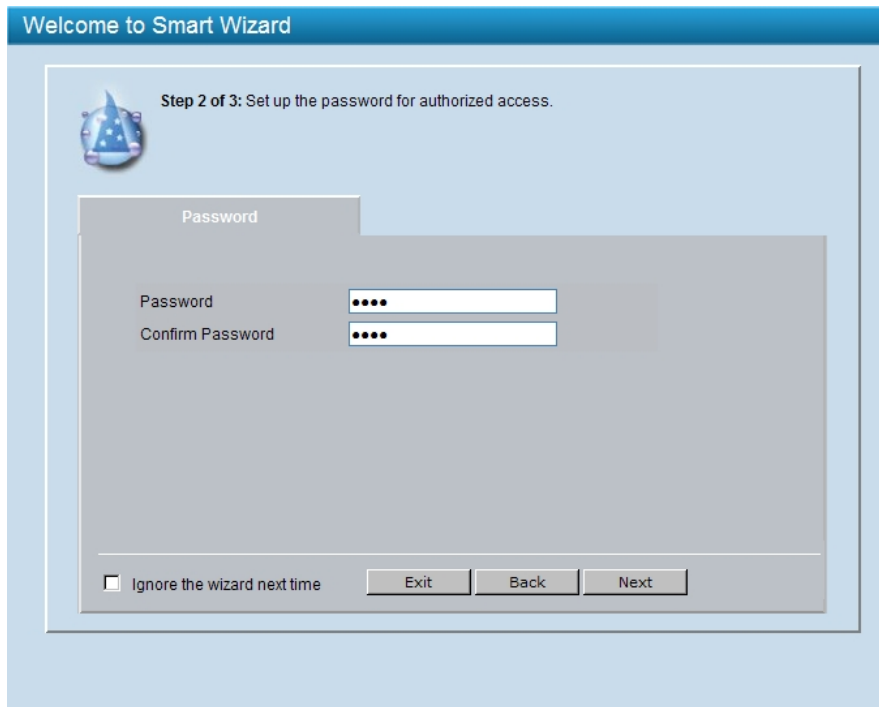 Welcome to Smart Wizard
Step 2 of 3: Set up the password for authorized access.
Password
Password ••••
Confirm Password ••••
Ignore the wizard next time Exit Back Next